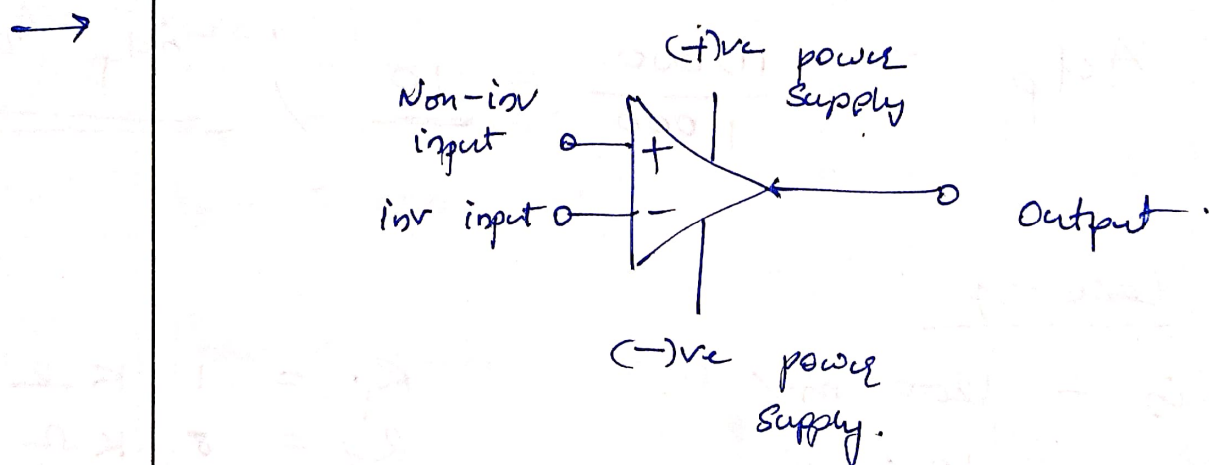 (+)ve power
supply
Non-inv
input
+
inv input
-
Output.
(-)ve power
supply.